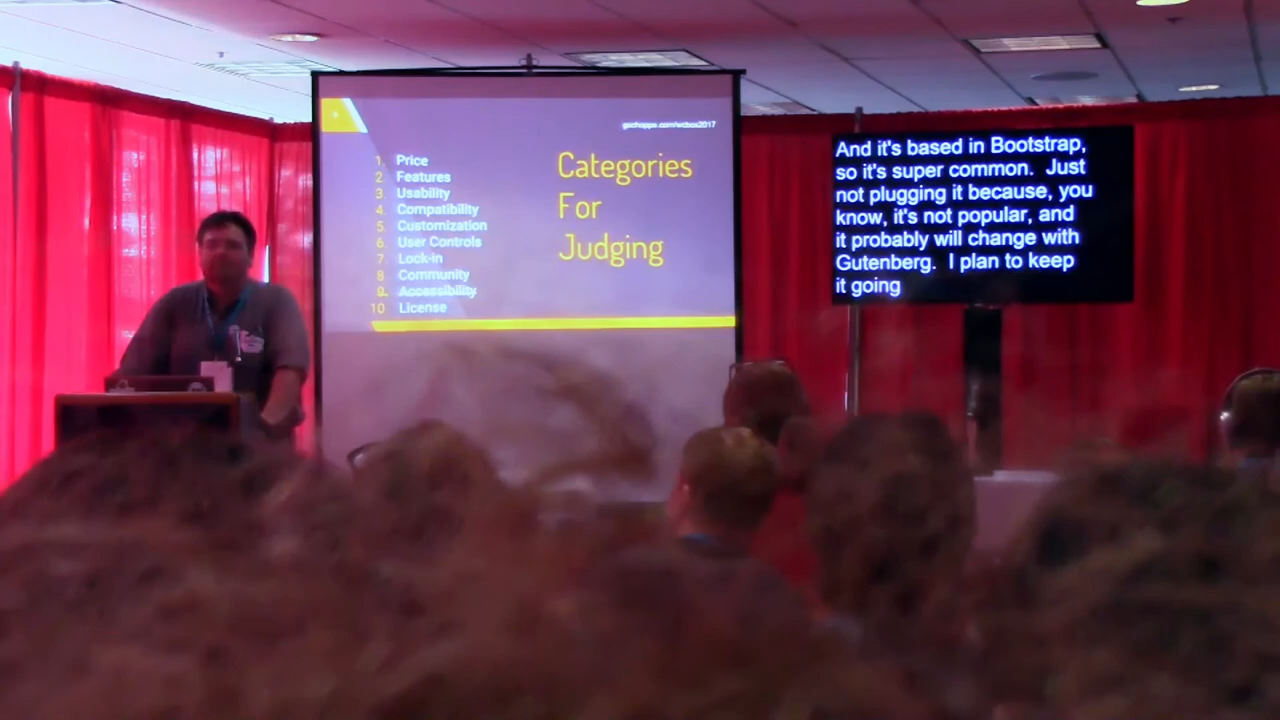 gschoppe.com/wcbos2017
1. Price
2. Features
3. Usability
4. Compatibility
5. Customization
6. User Controls
7. Lock-in
8 Community
9. Accessibility
10 License
Categories
For
Judging
And it's based in Bootstrap,
so it's super common. Just
not plugging it because, you
know, it's not popular, and
it probably will change with
Gutenberg. I plan to keep
it going